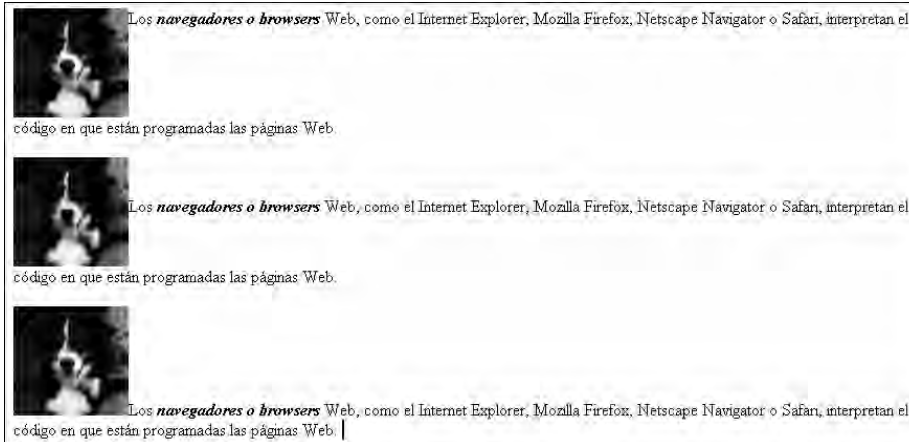 Los navegadores o browsers Web, como el Internet Explorer, Mozilla Firefox, Netscape Navigator o Safari, interpretan el
código en que están programadas las páginas Web.
Los navegadores o browsers Web, como el Internet Explorer, Mozilla Firefox, Netscape Navigator o Safari, interpretan el
código en que están programadas las páginas Web.
Los navegadores o browsers Web, como el Internet Explorer, Mozilla Firefox, Netscape Navigator o Safari, interpretan el
código en que están programadas las páginas Web.